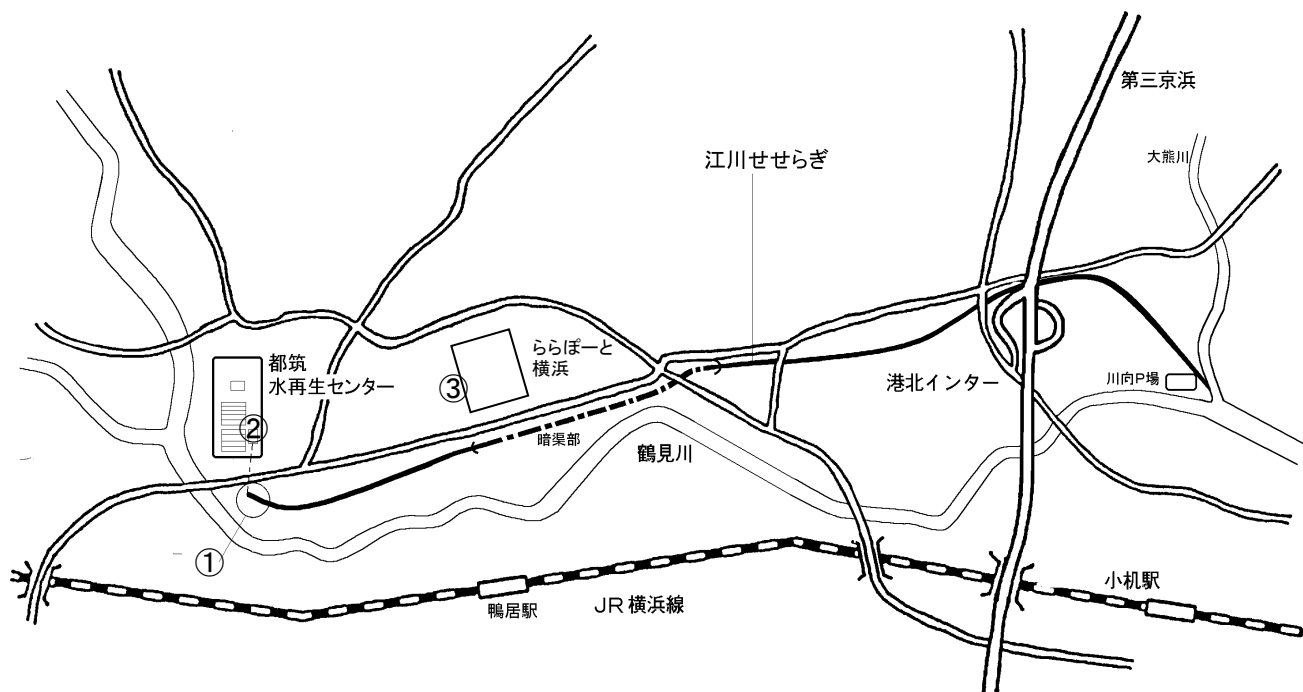 第三京浜
大熊川
江川せせらぎ
ららぽーと
横浜
都筑
水再生センター
③
②
港北インター
川向P場
暗渠部
鶴見川
①
小机駅
鴨居駅
JR横浜線